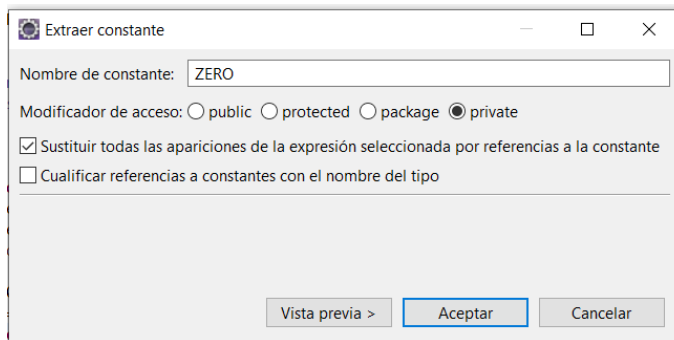 Extraer constante
Nombre de constante: ZERO
Modificador de acceso: public protected package private
Sustituir todas las apariciones de la expresión seleccionada por referencias a la constante
Cualificar referencias a constantes con el nombre del tipo
Vista previa > Aceptar Cancelar